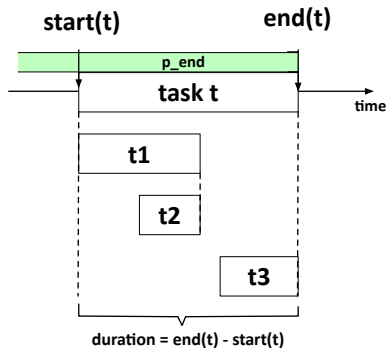 start(t)
end(t)
p_end
task t
time
t1
t2
t3
duration = end(t) - start(t)